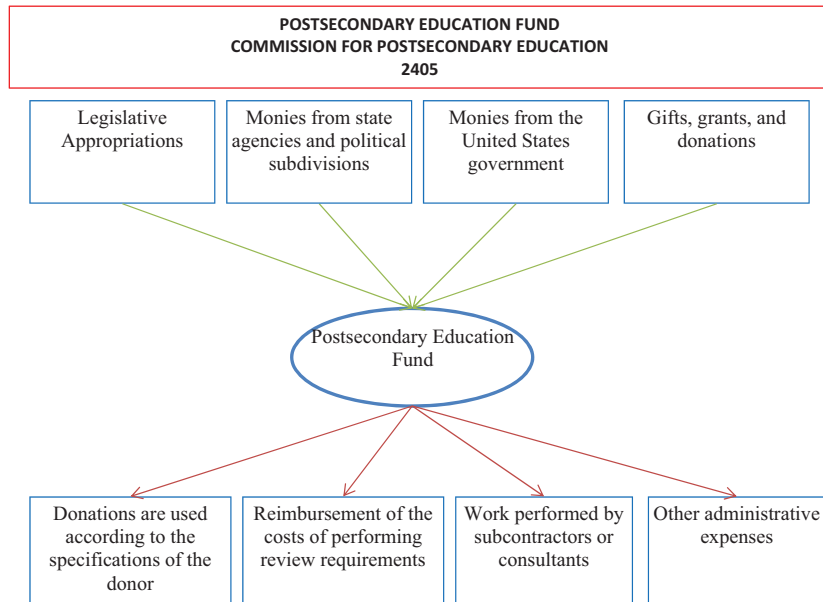 POSTSECONDARY EDUCATION FUND
COMMISSION FOR POSTSECONDARY EDUCATION
2405
Legislative
Appropriations
Monies from state
agencies and political
subdivisions
Monies from the
United States
government
Gifts, grants, and
donations
Postsecondary Education
Fund
Donations are used
according to the
specifications of the
donor
Reimbursement of the
costs of performing
review requirements
Work performed by
subcontractors or
consultants
Other administrative
expenses